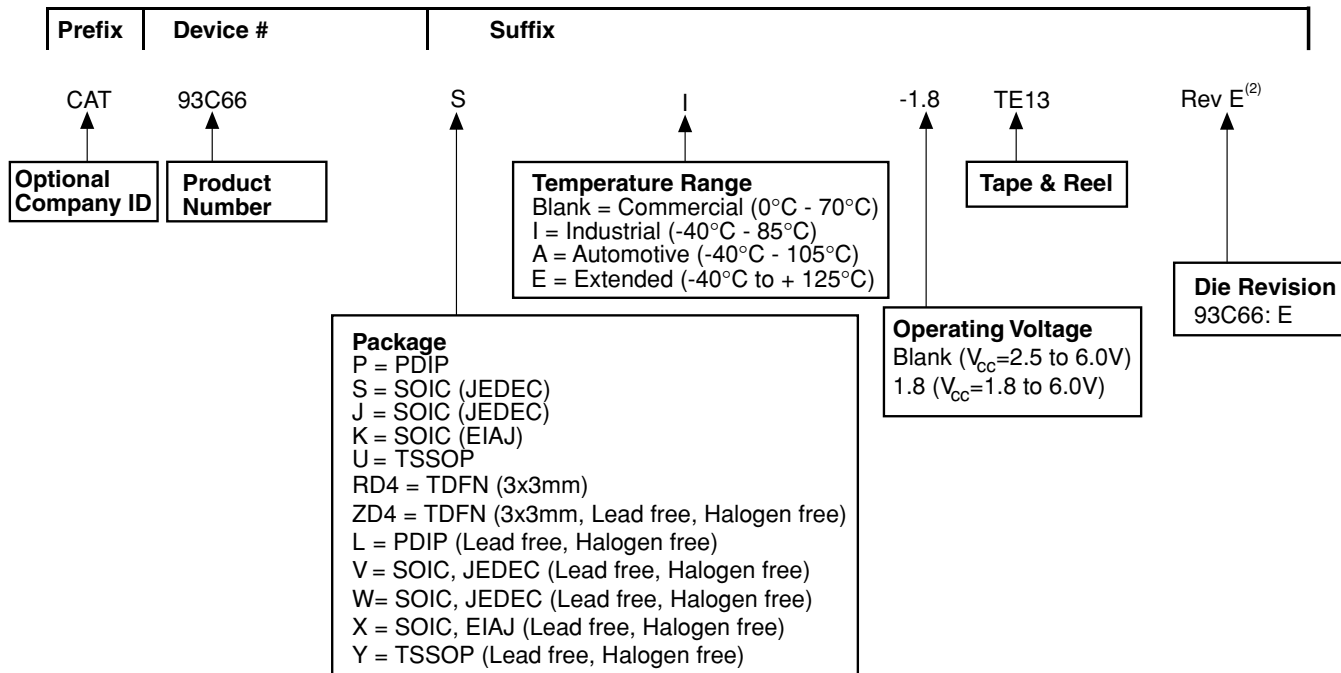 Prefix Device # Suffix
CAT 93C66 S I -1.8 TE13 Rev E(2)
Optional
Company ID
Product
Number
Temperature Range
Blank = Commercial (0°C - 70°C)
I = Industrial (-40°C - 85°C)
A = Automotive (-40°C - 105°C)
E = Extended (-40°C to + 125°C)
Tape & Reel
Die Revision
93C66: E
Operating Voltage
Blank (Vcc=2.5 to 6.0V)
1.8 (Vcc=1.8 to 6.0V)
Package
P = PDIP
S = SOIC (JEDEC)
J = SOIC (JEDEC)
K = SOIC (EIAJ)
U = TSSOP
RD4 = TDFN (3x3mm)
ZD4 = TDFN (3x3mm, Lead free, Halogen free)
L = PDIP (Lead free, Halogen free)
V = SOIC, JEDEC (Lead free, Halogen free)
W= SOIC, JEDEC (Lead free, Halogen free)
X = SOIC, EIAJ (Lead free, Halogen free)
Y = TSSOP (Lead free, Halogen free)